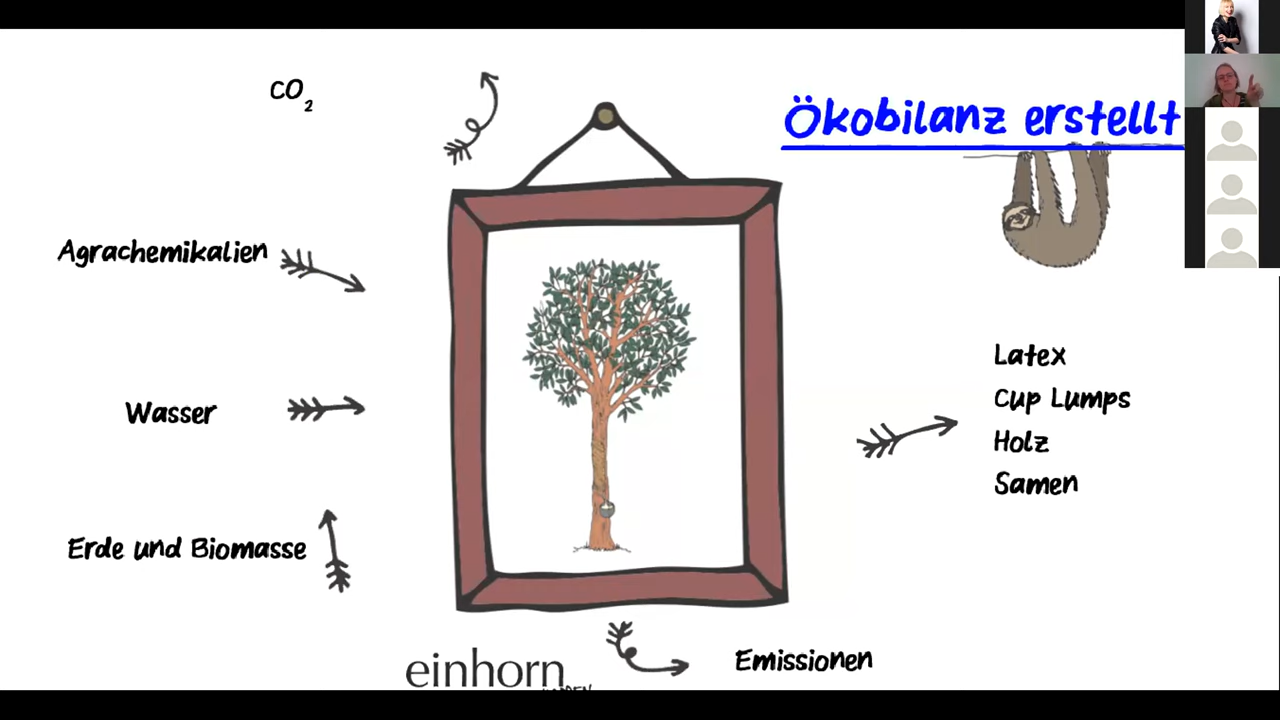 CO₂
Ökobilanz erstellt
Agrachemikalien
Wasser
Erde und Biomasse
Latex
Cup Lumps
Holz
Samen
Emissionen
einhorn